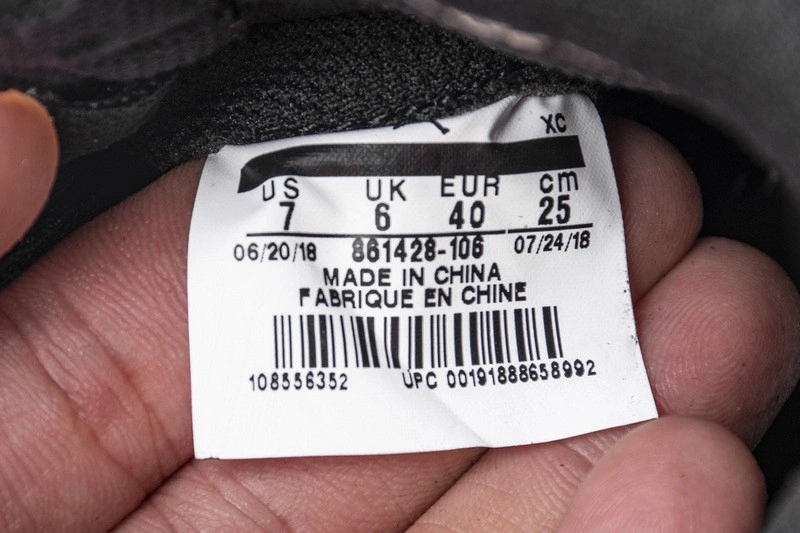 XC
US UK EUR cm
7 6 40 25
06/20/18 861428-106 07/24/18
MADE IN CHINA
FABRIQUE EN CHINE
108556352 UPC 00191888658992